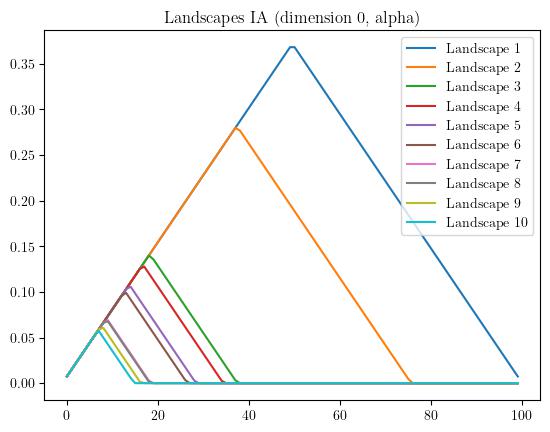 Landscapes IA (dimension 0, alpha)
0.35
0.30
0.25
0.20
0.15
0.10
0.05
0.00
0
20
40
60
80
100
Landscape 1
Landscape 2
Landscape 3
Landscape 4
Landscape 5
Landscape 6
Landscape 7
Landscape 8
Landscape 9
Landscape 10